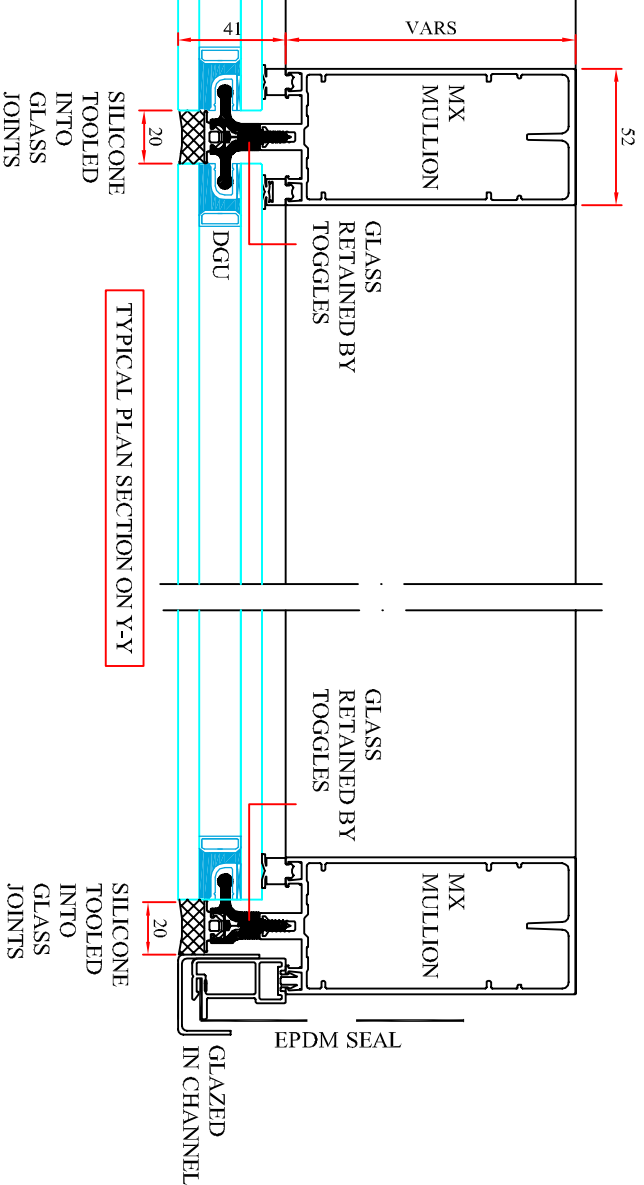 41
VARS
52
MX
MULLION
SILICONE
TOOLED
INTO
GLASS
JOINTS
20
DGU
GLASS
RETAINED BY
TOGGLES
TYPICAL PLAN SECTION ON Y-Y
GLASS
RETAINED BY
TOGGLES
MX
MULLION
SILICONE
TOOLED
INTO
GLASS
JOINTS
20
EPDM SEAL
GLAZED
IN CHANNEL